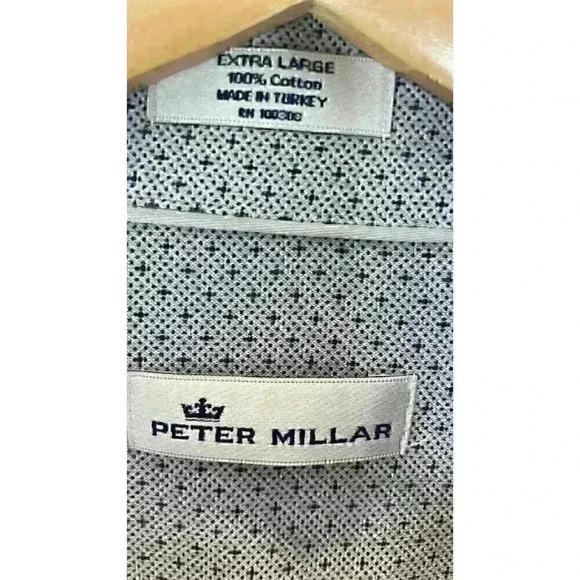 EXTRA LARGE
100% Cotton
MADE IN TURKEY
RN
PETER MILLAR